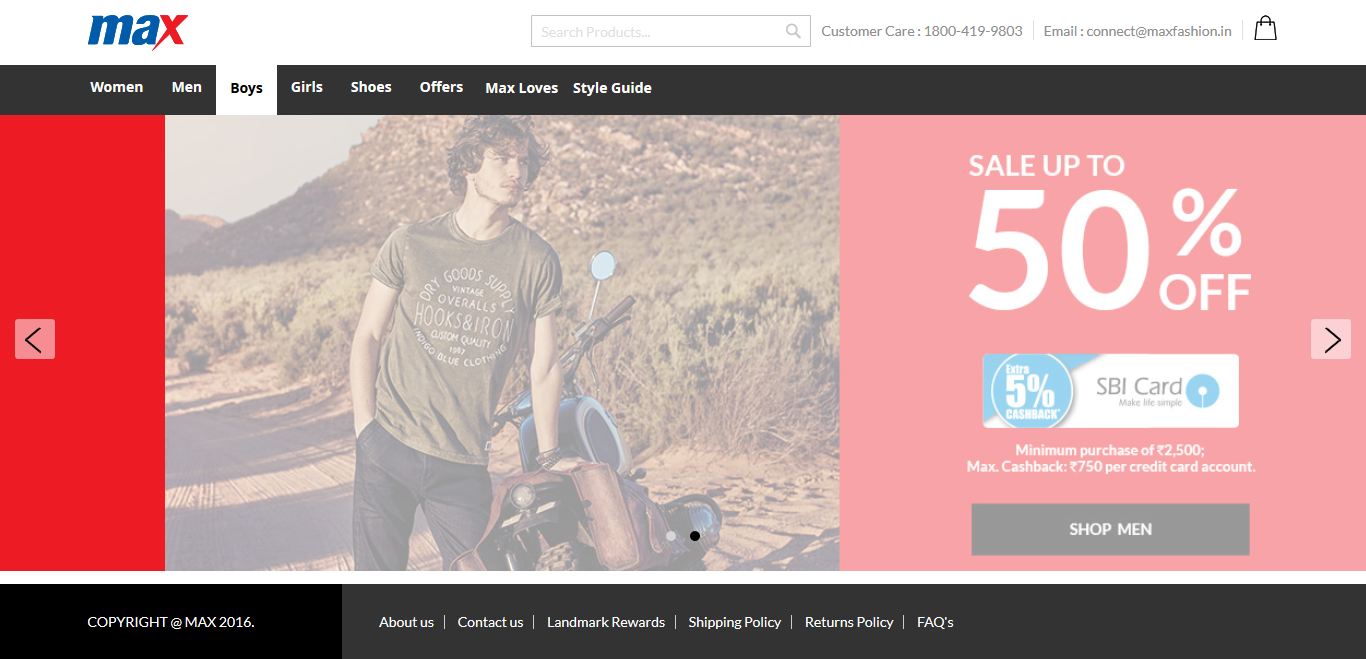 max
Search Products...
Customer Care : 1800-419-9803
Email : connect@maxfashion.in
Women
Men
Boys
Girls
Shoes
Offers
Max Loves
Style Guide
DRY GOODS SUPPLY
VINTAGE
OVERALLS
HOOKS&IRON
CUSTOM QUALITY
1987
INDIGO BLUE CLOTHING
SALE UP TO
50%
OFF
Extra
5%
CASHBACK*
SBI Card
Make life simple
Minimum purchase of ₹2,500;
Max. Cashback: ₹750 per credit card account.
SHOP MEN
COPYRIGHT @ MAX 2016.
About us
Contact us
Landmark Rewards
Shipping Policy
Returns Policy
FAQ's